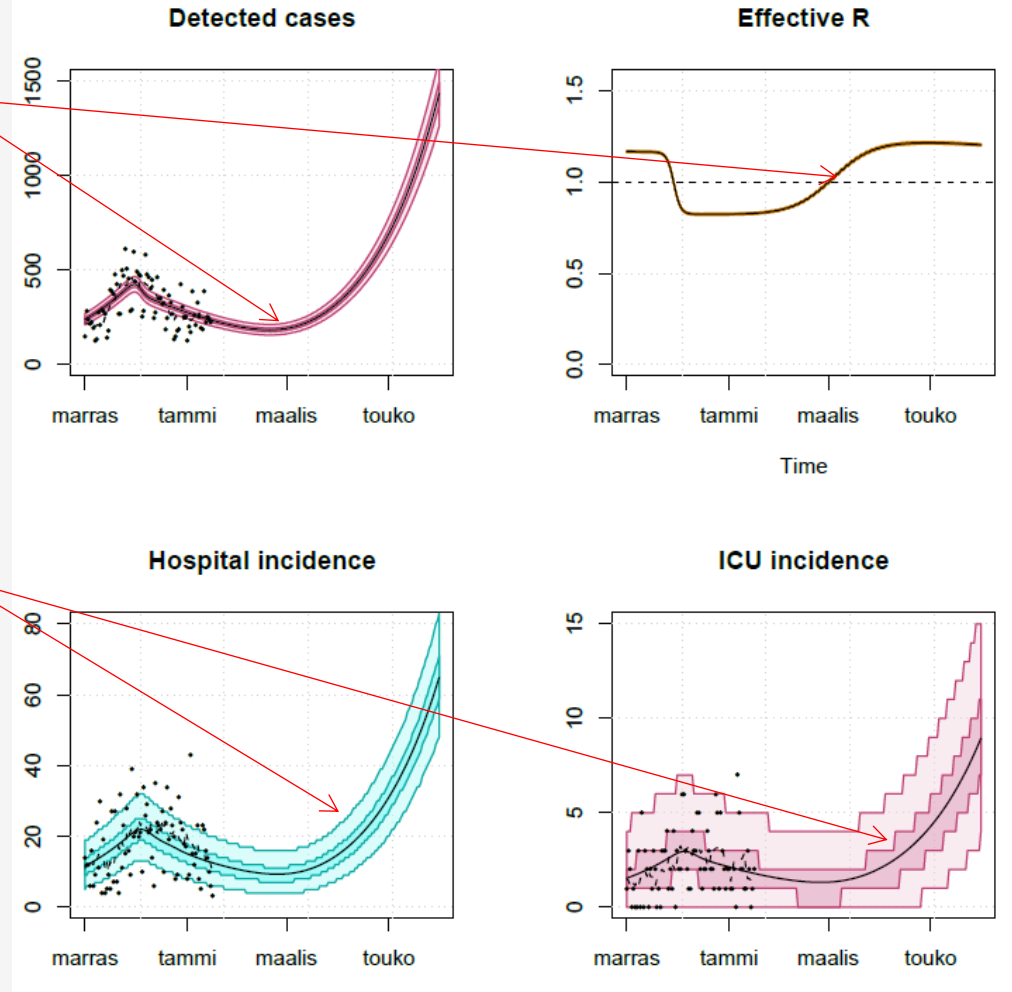 Detected cases
1500
1000
500
0
marras tammi maalis touko
Effective R
1.5
1.0
0.5
0.0
marras tammi maalis touko
Time
Hospital incidence
80
60
40
20
0
marras tammi maalis touko
ICU incidence
15
10
5
0
marras tammi maalis touko